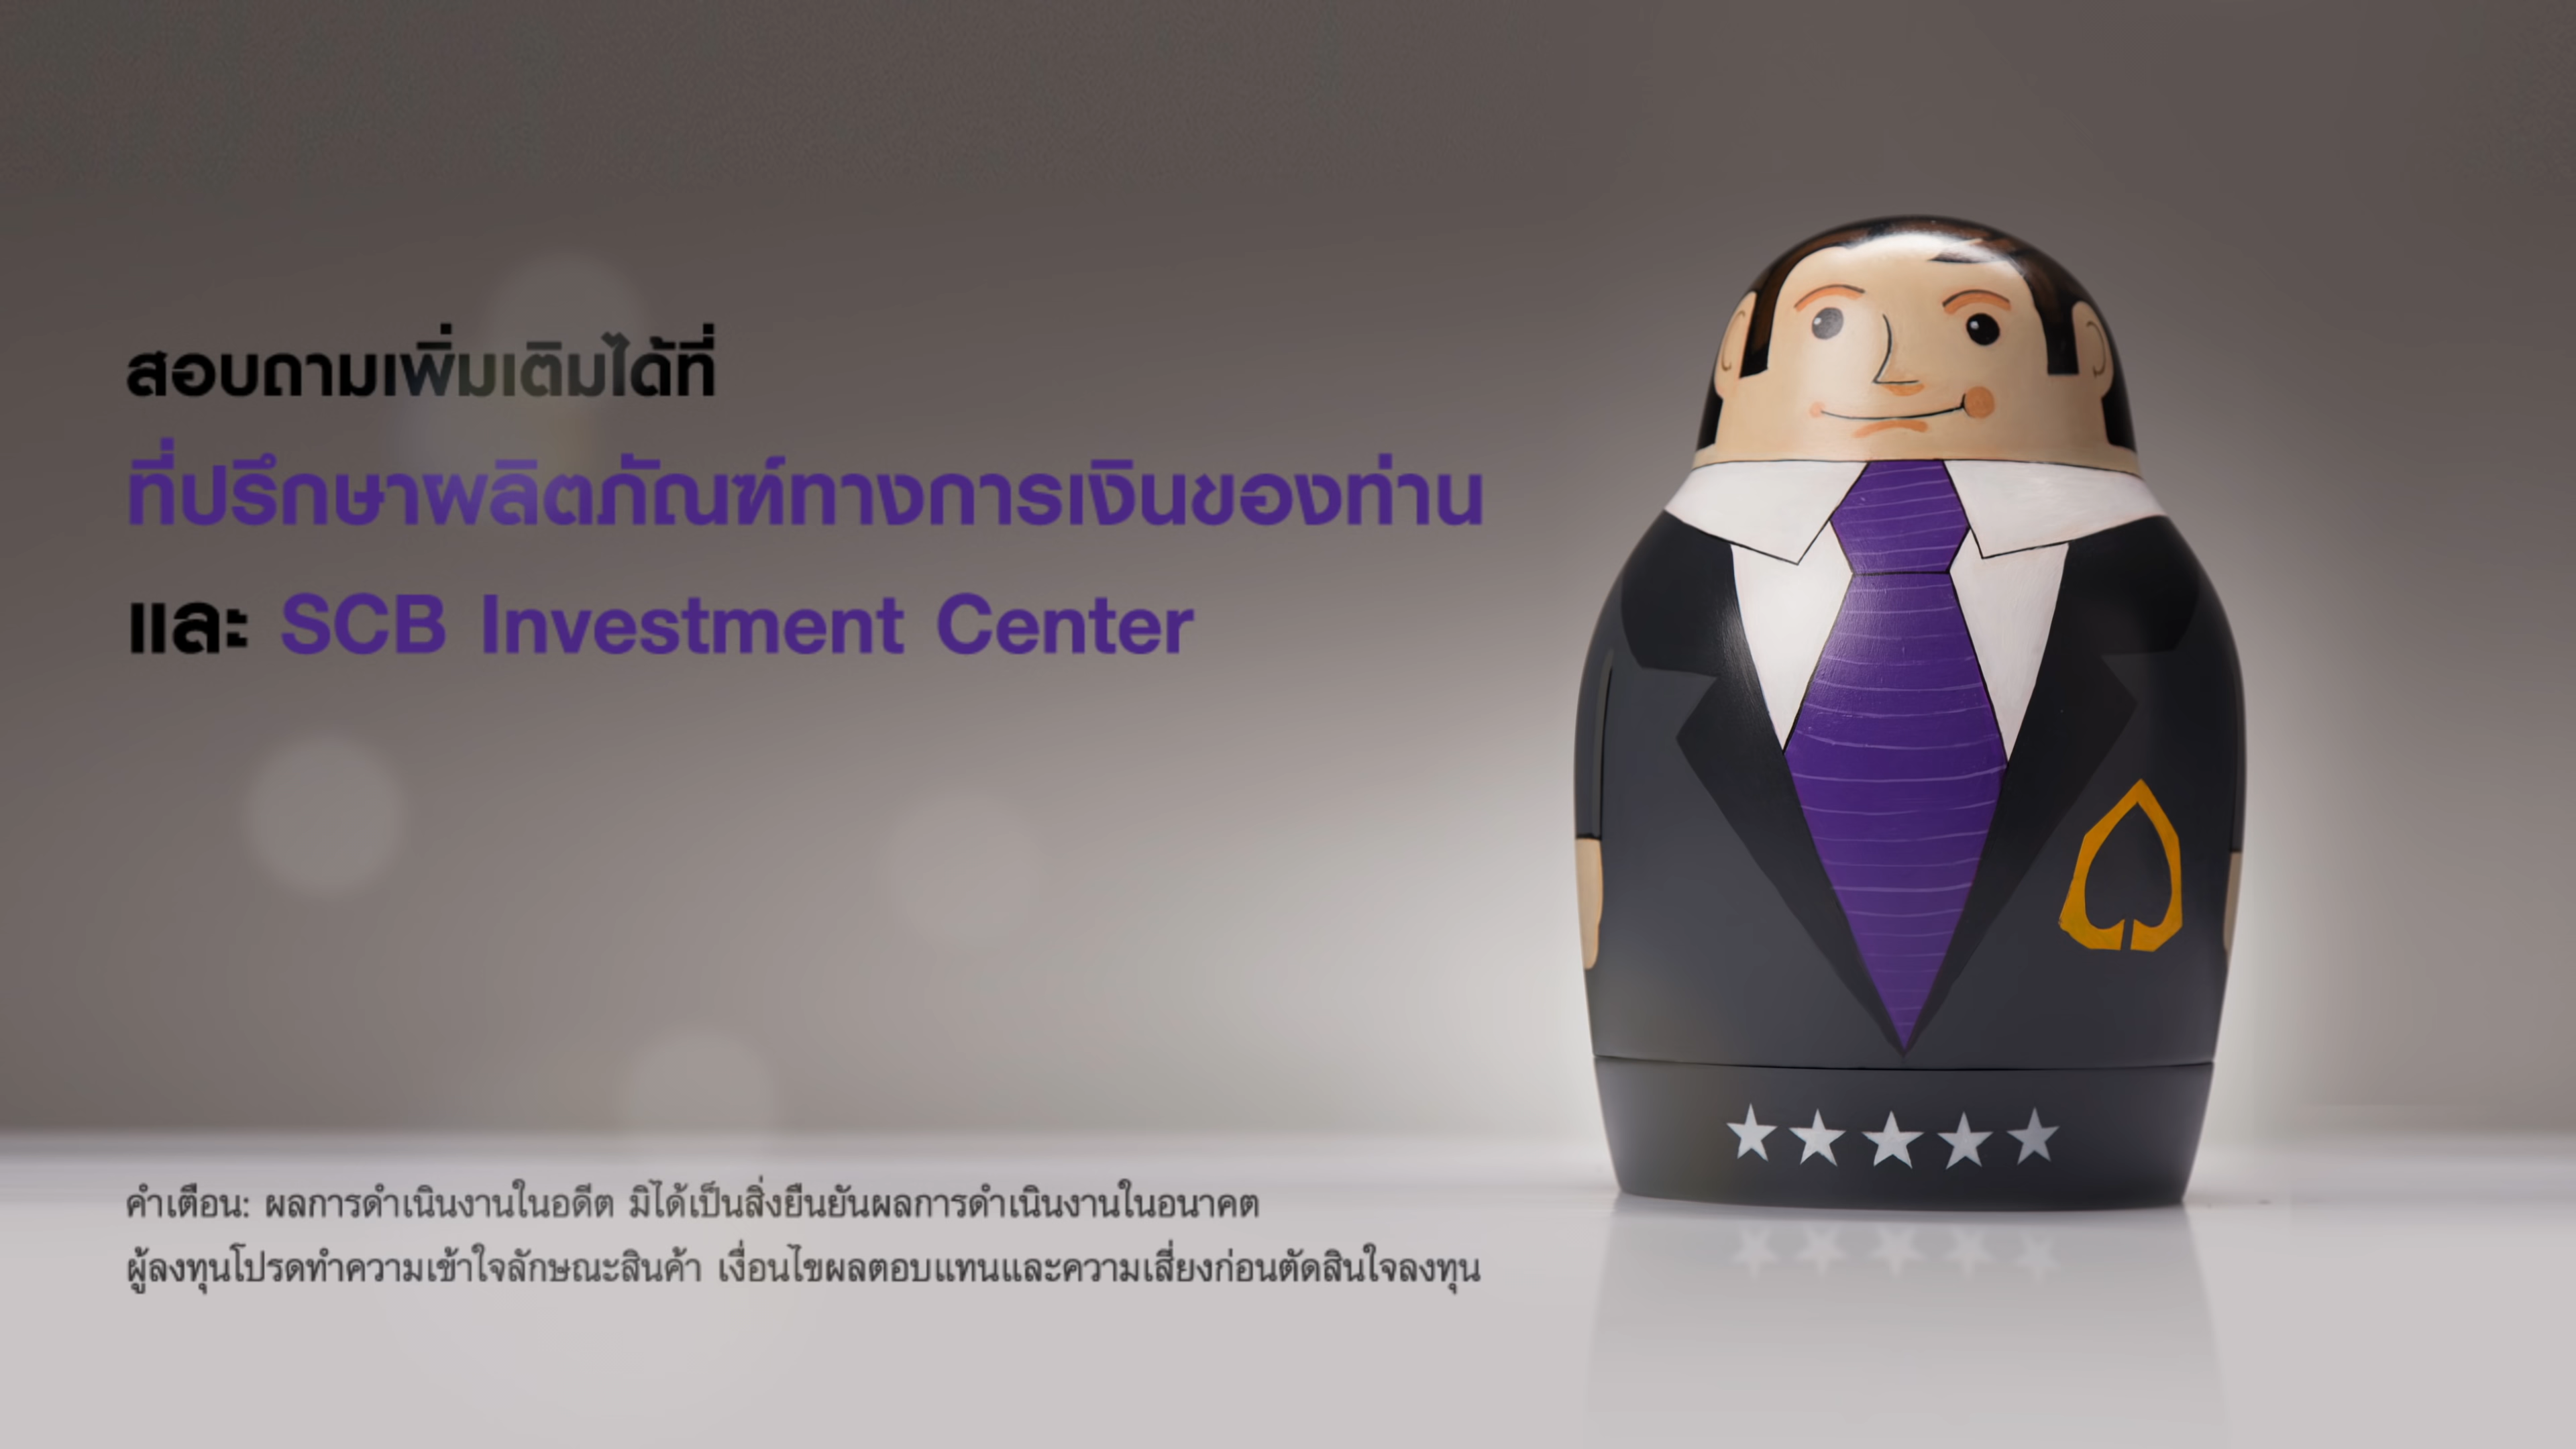 สอบถามเพิ่มเติมได้ที่
ที่ปรึกษาผลิตภัณฑ์ทางการเงินของท่าน
และ SCB Investment Center
คำเตือน: ผลการดำเนินงานในอดีต มิได้เป็นสิ่งยืนยันผลการดำเนินงานในอนาคต
ผู้ลงทุนโปรดทำความเข้าใจลักษณะสินค้า เงื่อนไขผลตอบแทนและความเสี่ยงก่อนตัดสินใจลงทุน